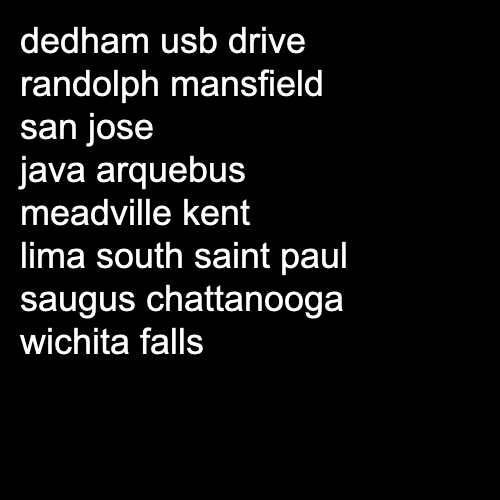 dedham usb drive
randolph mansfield
san jose
java arquebus
meadville kent
lima south saint paul
saugus chattanooga
wichita falls